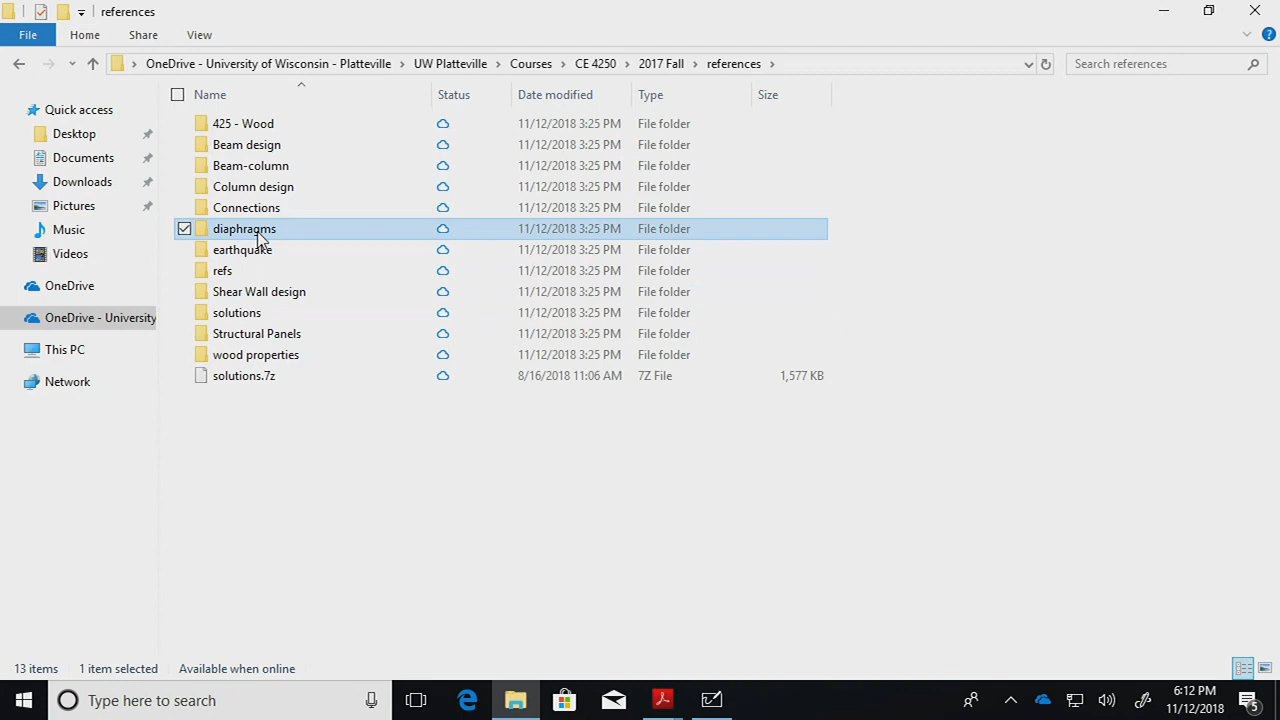 references
File Home Share View
OneDrive - University of Wisconsin - Platteville UW Platteville Courses CE 4250 2017 Fall references Search references
Name Status Date modified Type Size
Quick access
Desktop
Documents
Downloads
Pictures
Music
Videos
OneDrive
OneDrive - University
This PC
Network
425 - Wood 11/12/2018 3:25 PM File folder
Beam design 11/12/2018 3:25 PM File folder
Beam-column 11/12/2018 3:25 PM File folder
Column design 11/12/2018 3:25 PM File folder
Connections 11/12/2018 3:25 PM File folder
diaphragms 11/12/2018 3:25 PM File folder
earthquake 11/12/2018 3:25 PM File folder
refs 11/12/2018 3:25 PM File folder
Shear Wall design 11/12/2018 3:25 PM File folder
solutions 11/12/2018 3:25 PM File folder
Structural Panels 11/12/2018 3:25 PM File folder
wood properties 11/12/2018 3:25 PM File folder
solutions.7z 8/16/2018 11:06 AM 7Z File 1,577 KB
13 items 1 item selected Available when online
Type here to search
6:12 PM
11/12/2018
5